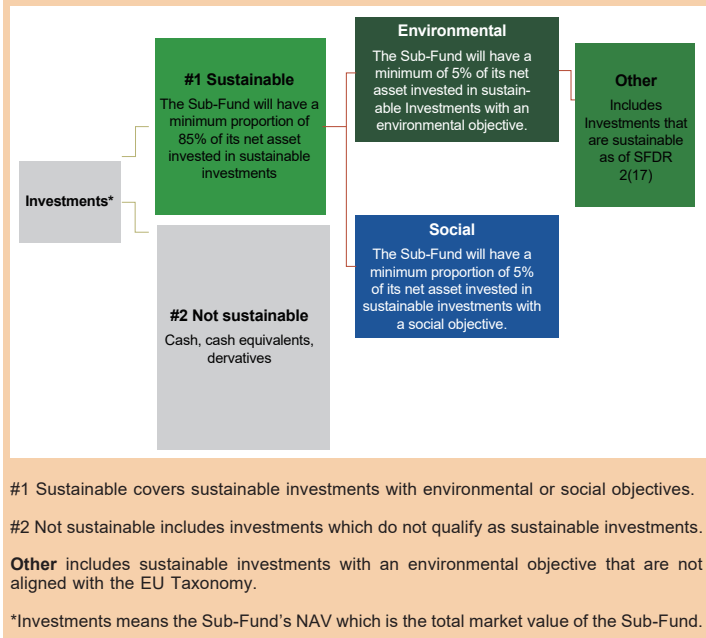 Investments*
#1 Sustainable
The Sub-Fund will have a
minimum proportion of
85% of its net asset
invested in sustainable
investments
#2 Not sustainable
Cash, cash equivalents,
dervatives
Environmental
The Sub-Fund will have a
minimum of 5% of its net
asset invested in sustain-
able Investments with an
environmental objective.
Social
The Sub-Fund will have a
minimum proportion of 5%
of its net asset invested in
sustainable investments with
a social objective.
Other
Includes
Investments that
are sustainable
as of SFDR
2(17)
#1 Sustainable covers sustainable investments with environmental or social objectives.
#2 Not sustainable includes investments which do not qualify as sustainable investments.
Other includes sustainable investments with an environmental objective that are not
aligned with the EU Taxonomy.
*Investments means the Sub-Fund's NAV which is the total market value of the Sub-Fund.